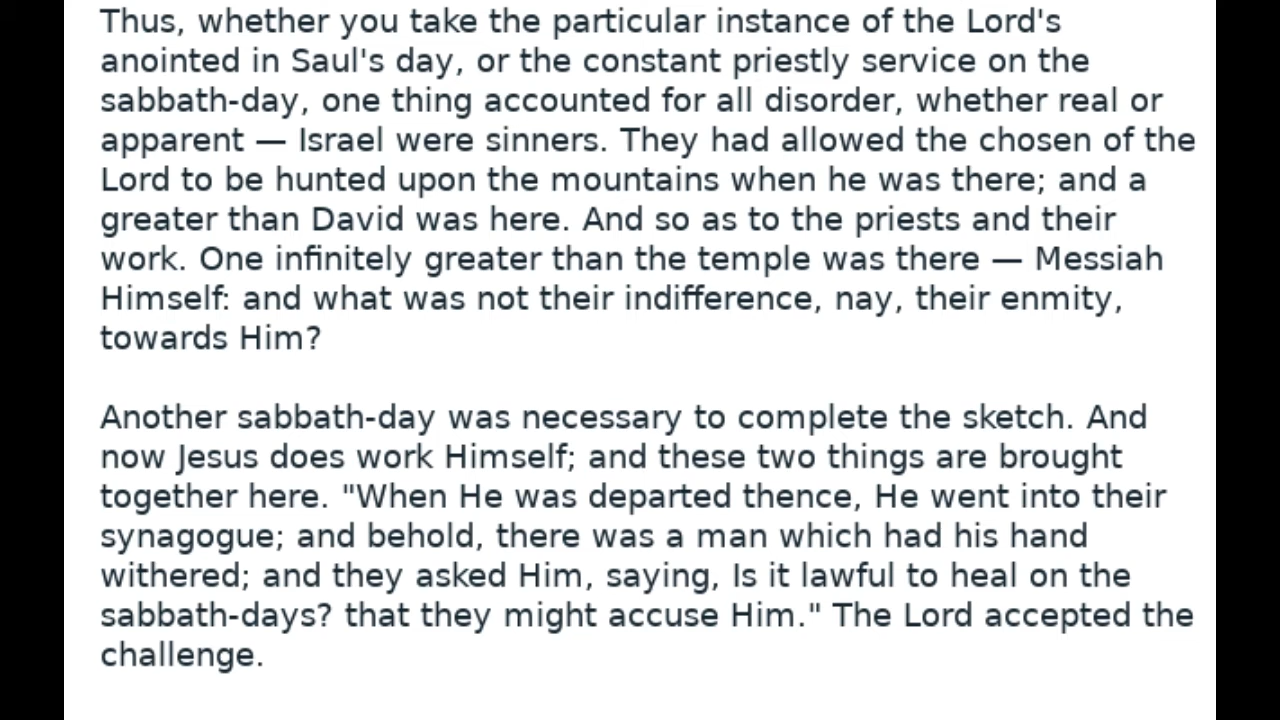 Thus, whether you take the particular instance of the Lord's
anointed in Saul's day, or the constant priestly service on the
sabbath-day, one thing accounted for all disorder, whether real or
apparent — Israel were sinners. They had allowed the chosen of the
Lord to be hunted upon the mountains when he was there; and a
greater than David was here. And so as to the priests and their
work. One infinitely greater than the temple was there — Messiah
Himself: and what was not their indifference, nay, their enmity,
towards Him?
Another sabbath-day was necessary to complete the sketch. And
now Jesus does work Himself; and these two things are brought
together here. "When He was departed thence, He went into their
synagogue; and behold, there was a man which had his hand
withered; and they asked Him, saying, Is it lawful to heal on the
sabbath-days? that they might accuse Him." The Lord accepted the
challenge.